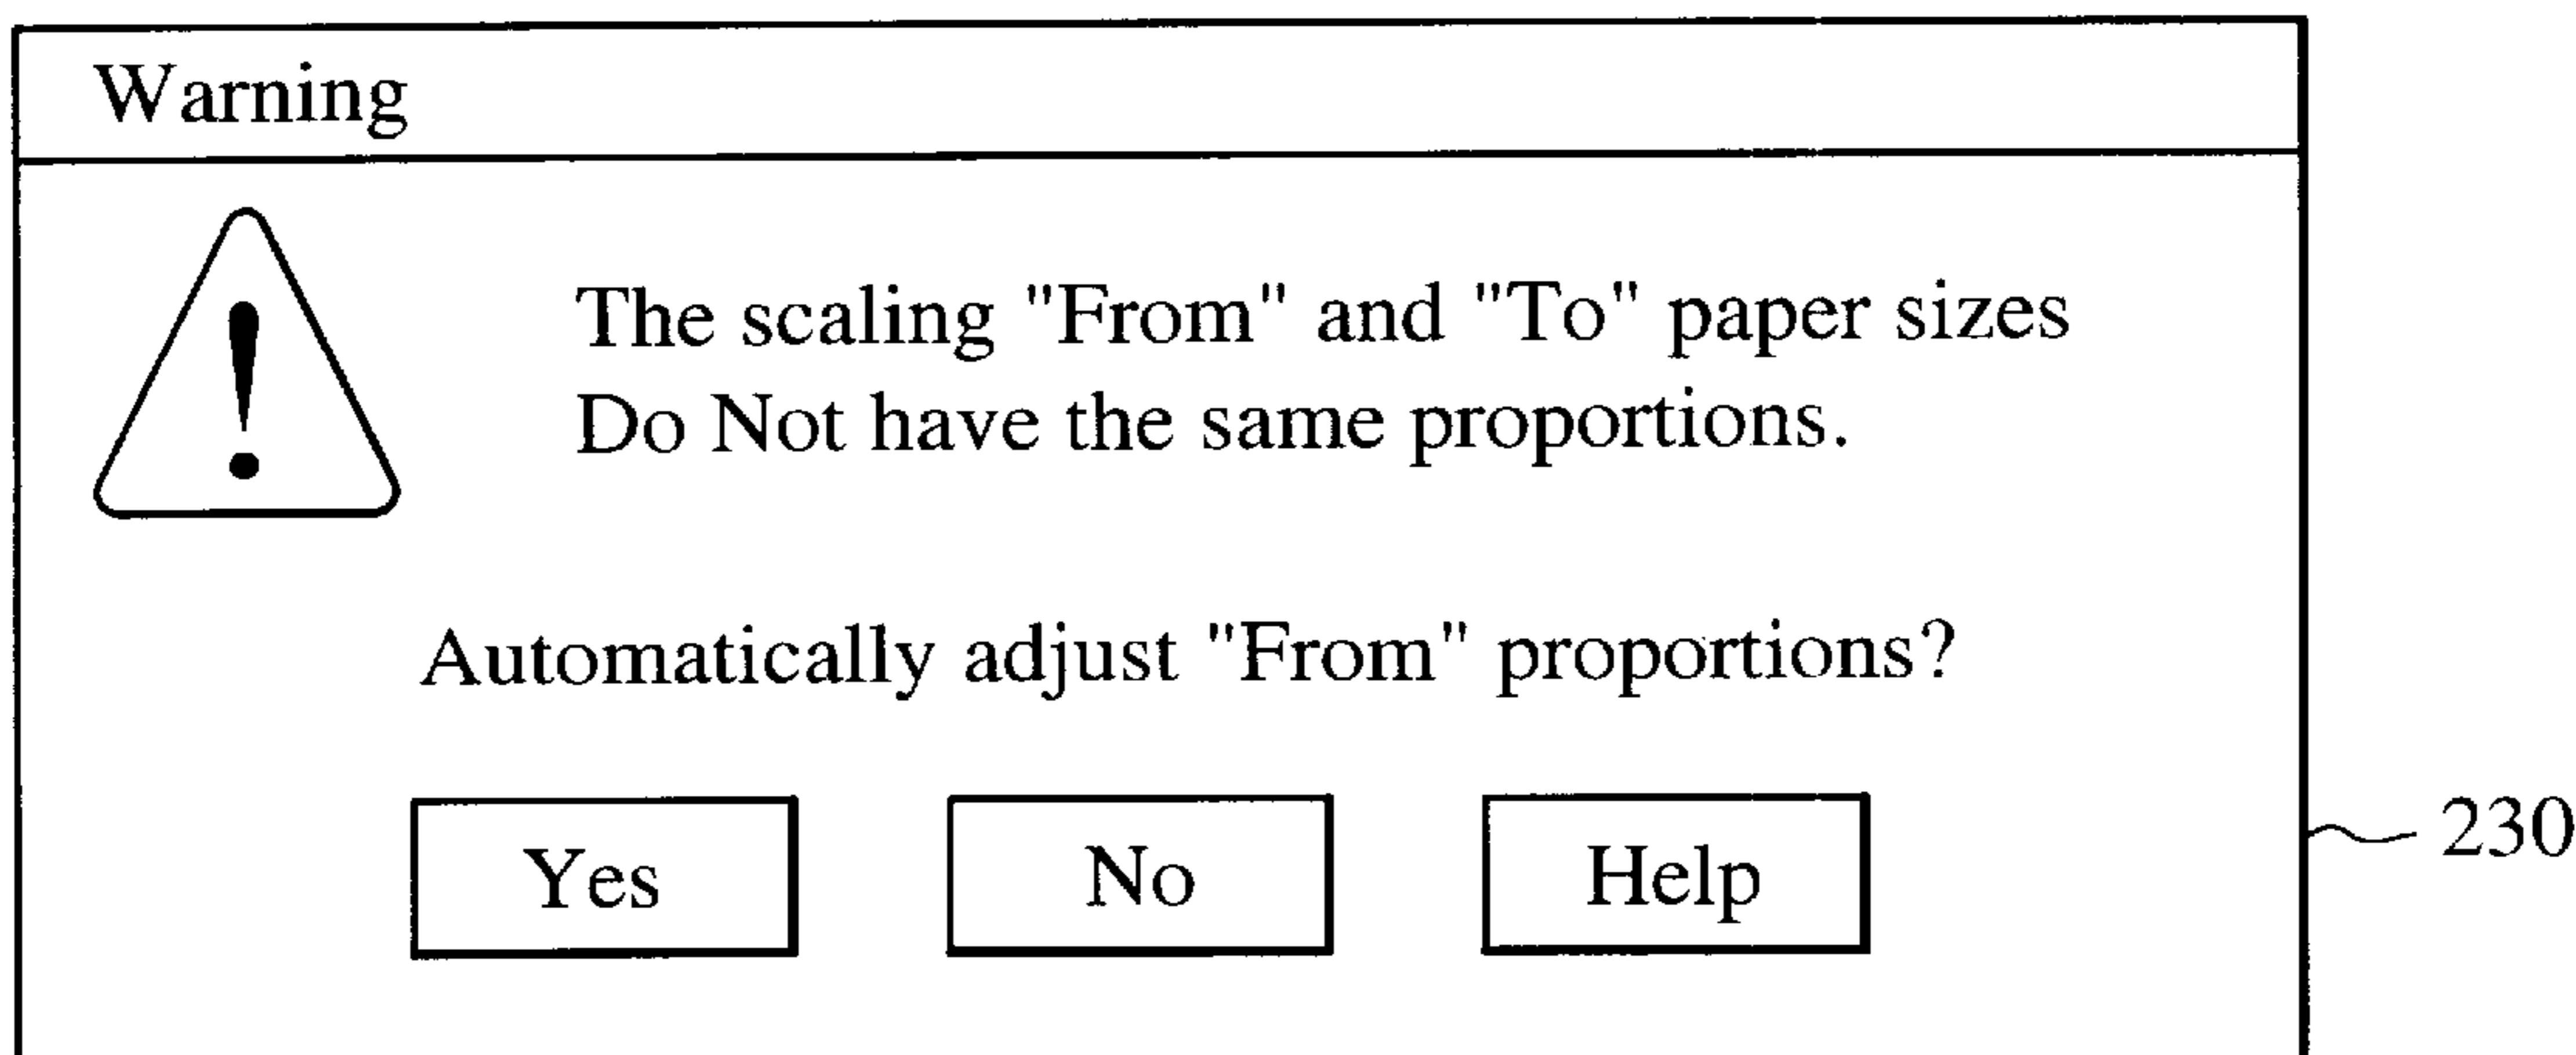 Warning
The scaling "From" and "To" paper sizes
Do Not have the same proportions.
Automatically adjust "From" proportions?
Yes No Help
230